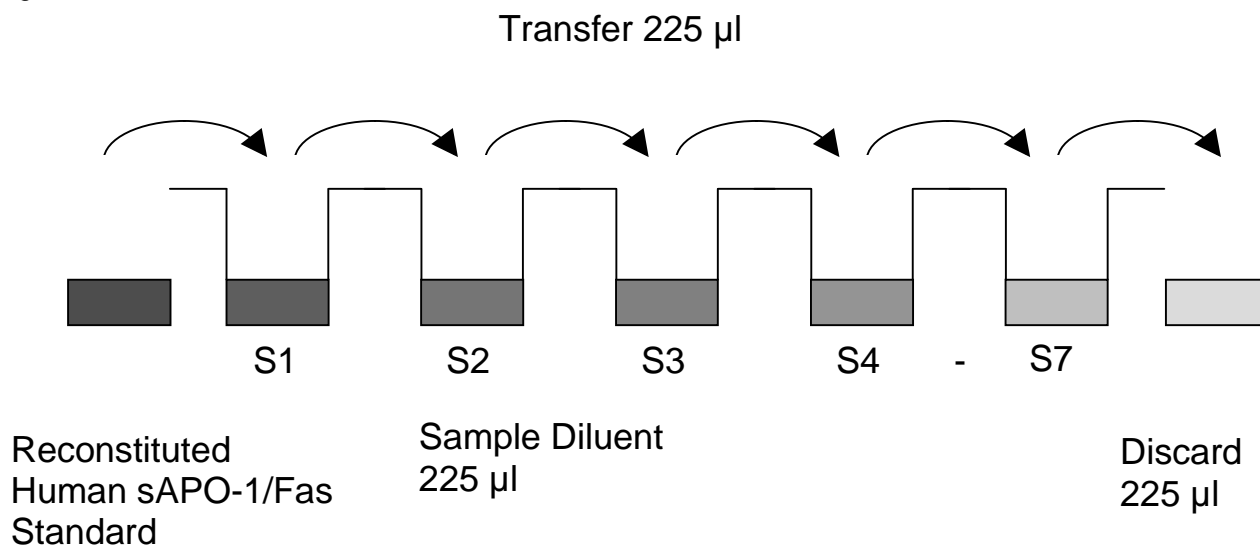 Transfer 225 µl
S1 S2 S3 S4 - S7
Reconstituted
Human sAPO-1/Fas
Standard
Sample Diluent
225 µl
Discard
225 µl